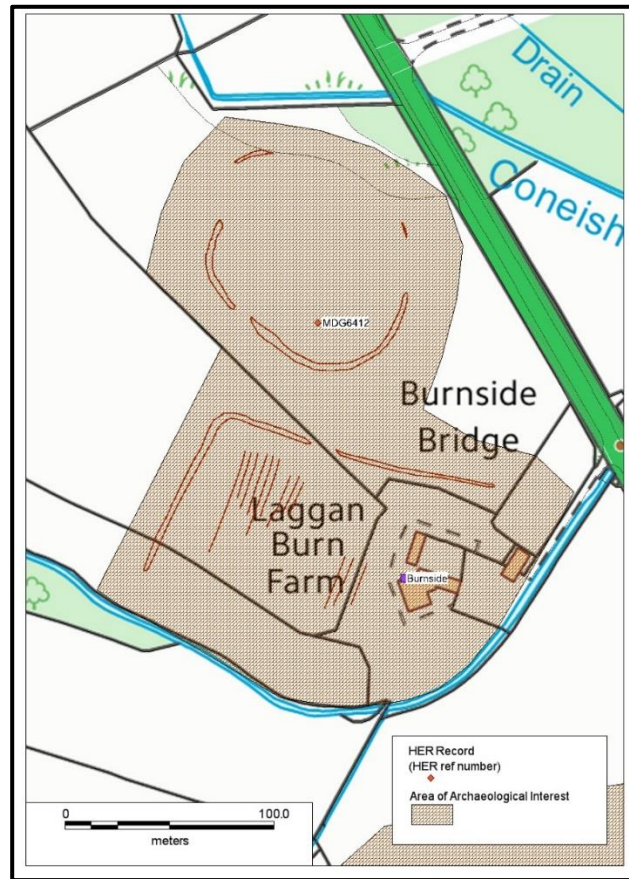 Drain
Coneish
MDG6412
Burnside
Bridge
Laggan
Burn
Farm
Burnside
HER Record
(HER ref number)
Area of Archaeological Interest
0
100.0
meters